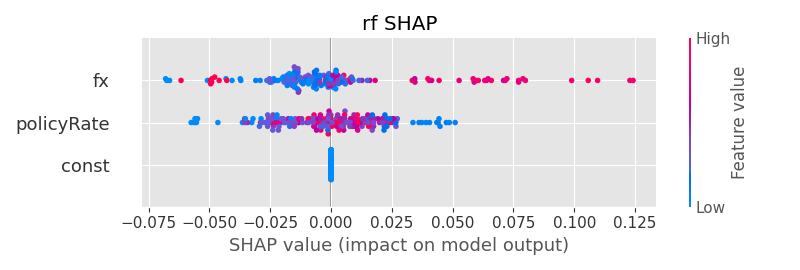 rf SHAP
High
fx
policyRate
const
Feature value
Low
−0.075 −0.050 −0.025 0.000 0.025 0.050 0.075 0.100 0.125
SHAP value (impact on model output)